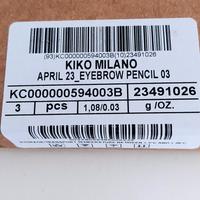 (93)KC000000594003B(10)23491026
KIKO MILANO
APRIL 23_EYEBROW PENCIL 03
KC000000594003B 23491026
3 pcs 1,08/0.03 g /OZ.